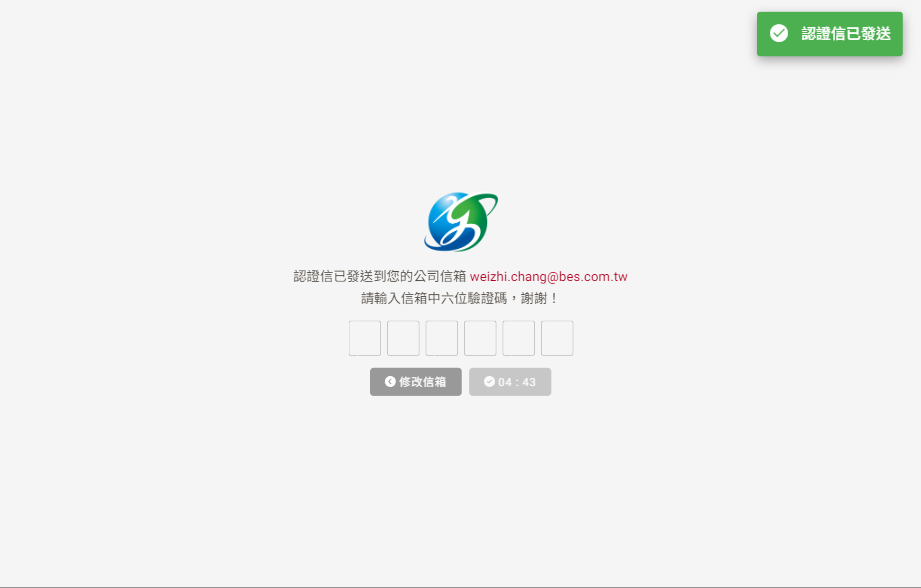 認證信已發送
認證信已發送到您的公司信箱 weizhi.chang@bes.com.tw
請輸入信箱中六位驗證碼，謝謝！
修改信箱
04 : 43